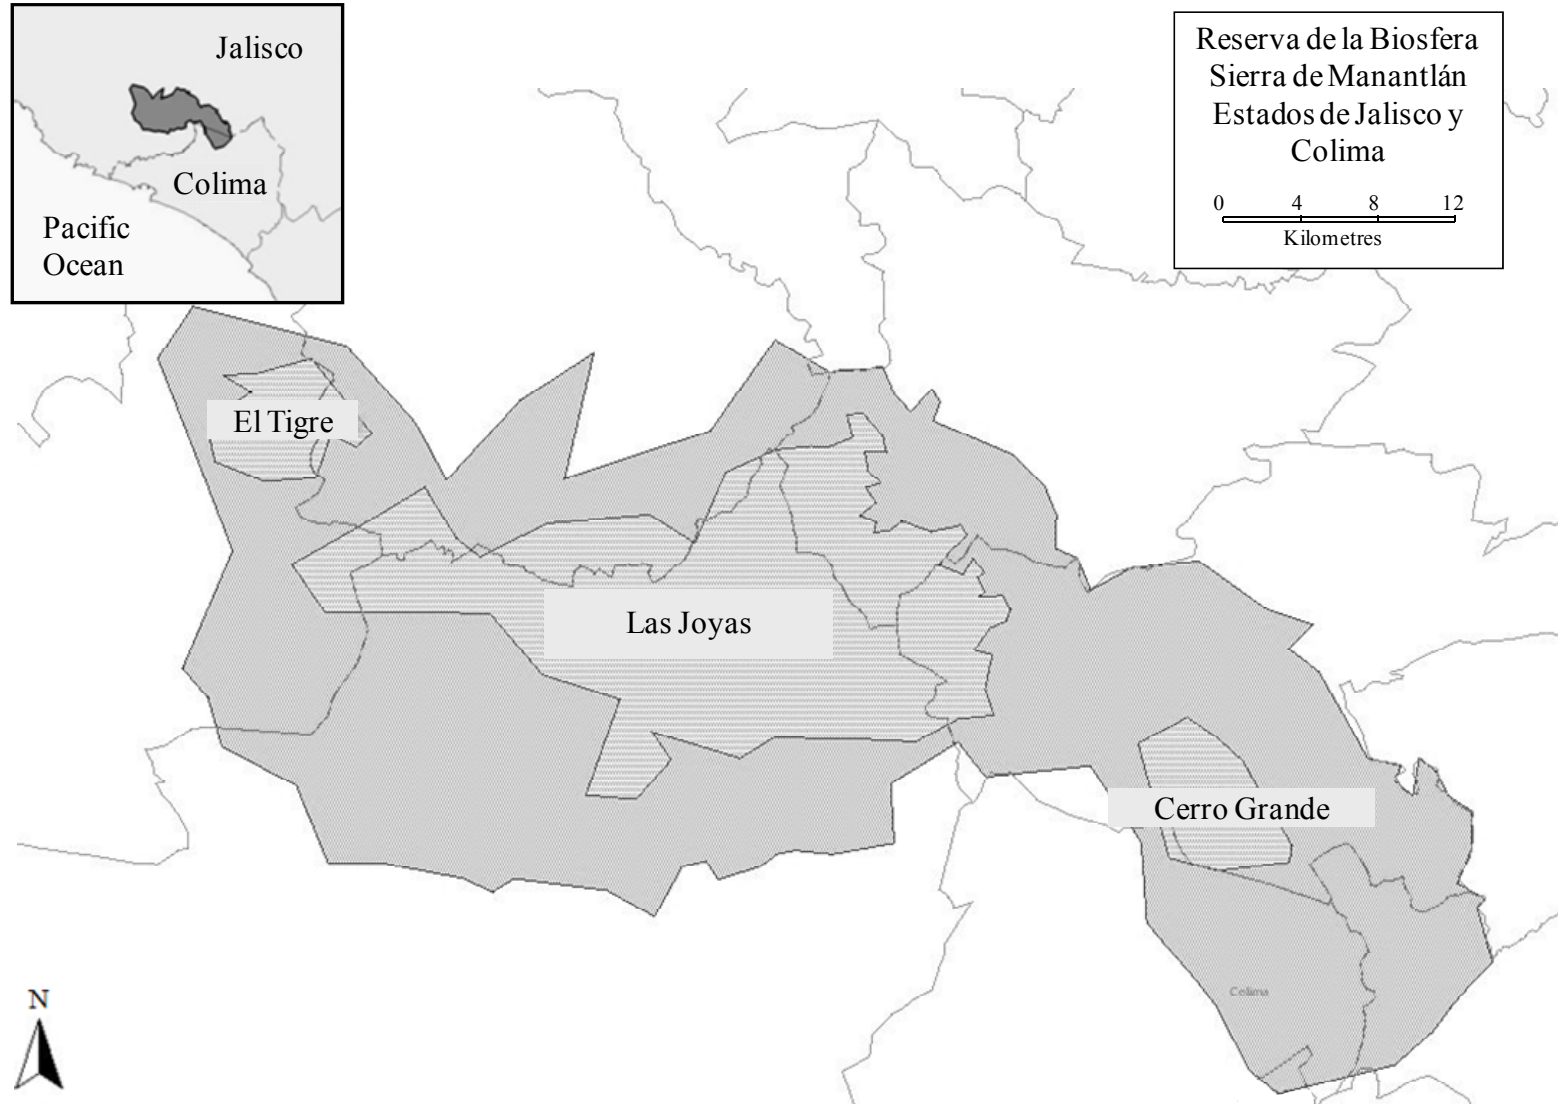 Jalisco
Colima
Pacific
Ocean
Reserva de la Biosfera
Sierra de Manantlán
Estados de Jalisco y
Colima
0 4 8 12
Kilometres
El Tigre
Las Joyas
Cerro Grande
Colima
N